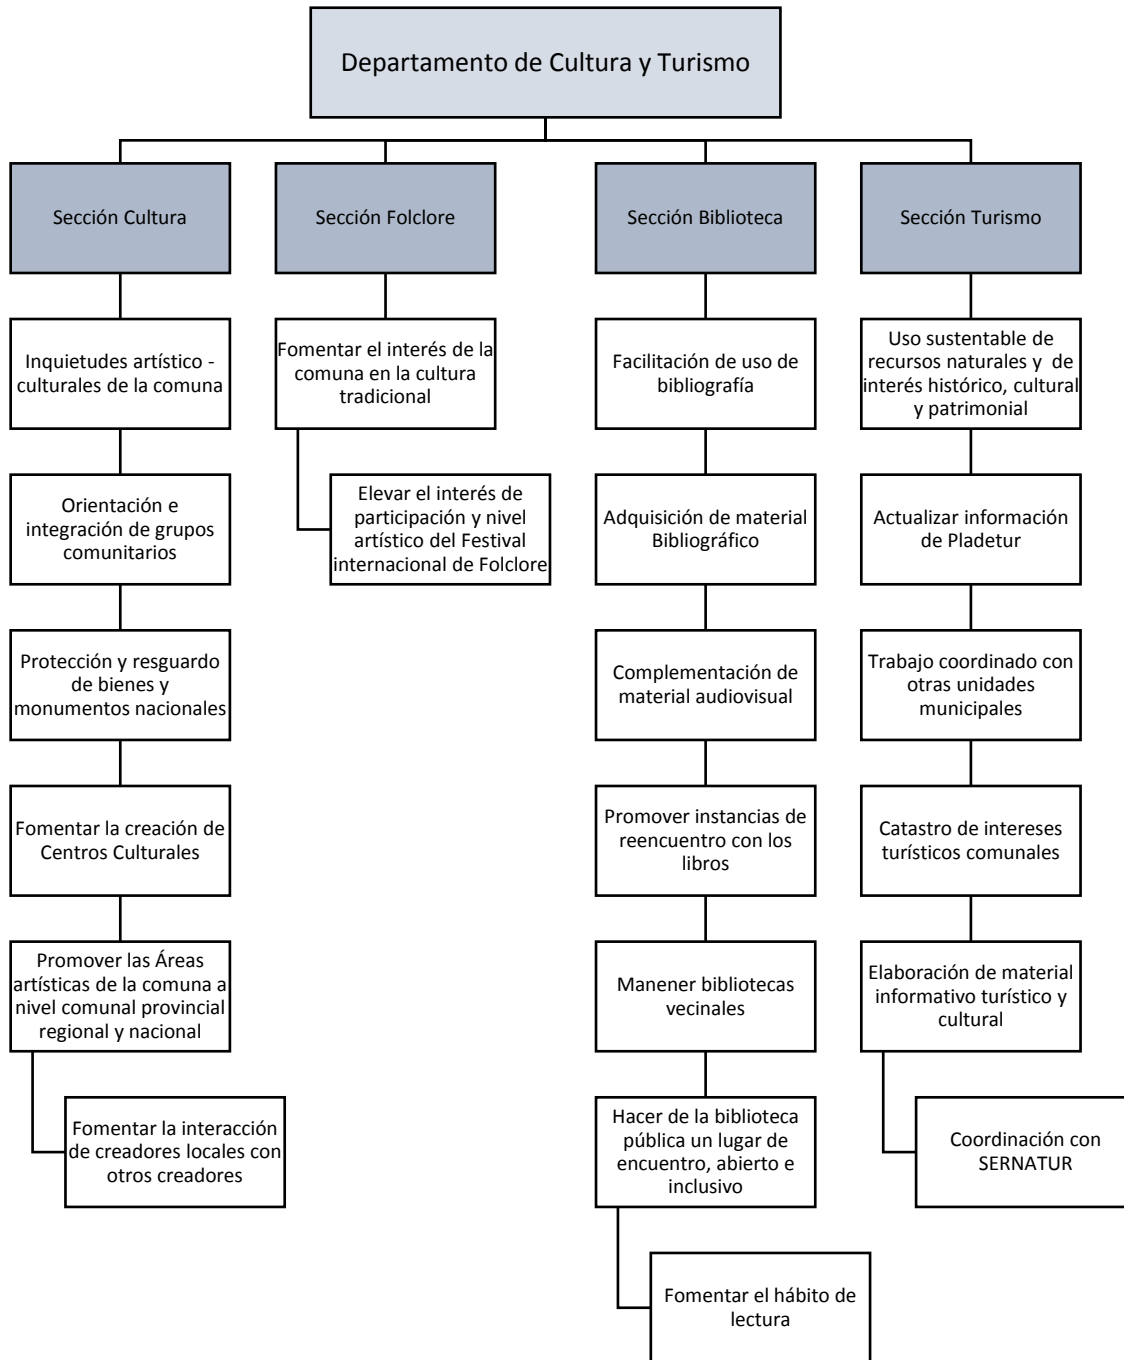 Departamento de Cultura y Turismo
Sección Cultura
Inquietudes artístico -
culturales de la comuna
Orientación e
integración de grupos
comunitarios
Protección y resguardo
de bienes y
monumentos nacionales
Fomentar la creación de
Centros Culturales
Promover las Áreas
artísticas de la comuna a
nivel comunal provincial
regional y nacional
Fomentar la interacción
de creadores locales con
otros creadores
Sección Folclore
Fomentar el interés de la
comuna en la cultura
tradicional
Elevar el interés de
participación y nivel
artístico del Festival
internacional de Folclore
Sección Biblioteca
Facilitación de uso de
bibliografía
Adquisición de material
Bibliográfico
Complementación de
material audiovisual
Promover instancias de
reencuentro con los
libros
Manener bibliotecas
vecinales
Hacer de la biblioteca
pública un lugar de
encuentro, abierto e
inclusivo
Fomentar el hábito de
lectura
Sección Turismo
Uso sustentable de
recursos naturales y  de
interés histórico, cultural
y patrimonial
Actualizar información
de Pladetur
Trabajo coordinado con
otras unidades
municipales
Catastro de intereses
turísticos comunales
Elaboración de material
informativo turístico y
cultural
Coordinación con
SERNATUR